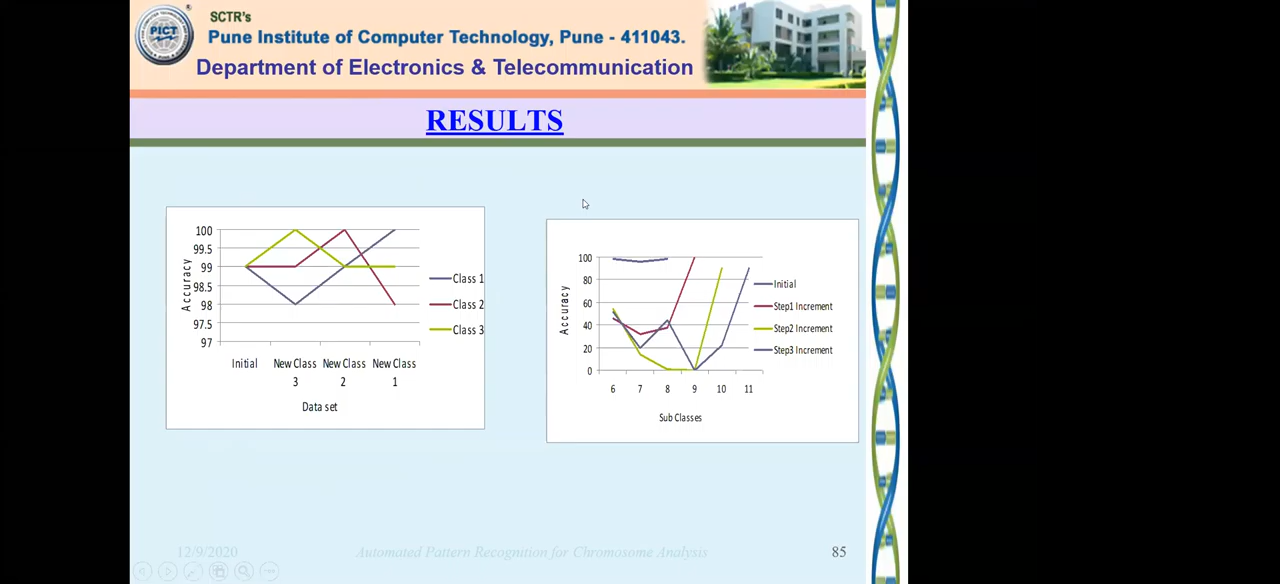 SCTR's
PICT
Pune Institute of Computer Technology, Pune - 411043.
Department of Electronics & Telecommunication
RESULTS
100
99.5
99
98.5
98
97.5
97
Accuracy
Initial
New Class 3
New Class 2
New Class 1
Data set
Class 1
Class 2
Class 3
100
80
60
40
20
0
Accuracy
6 7 8 9 10 11
Sub Classes
Initial
Step1 Increment
Step2 Increment
Step3 Increment
12/9/2020
Automated Pattern Recognition for Chromosome Analysis
85